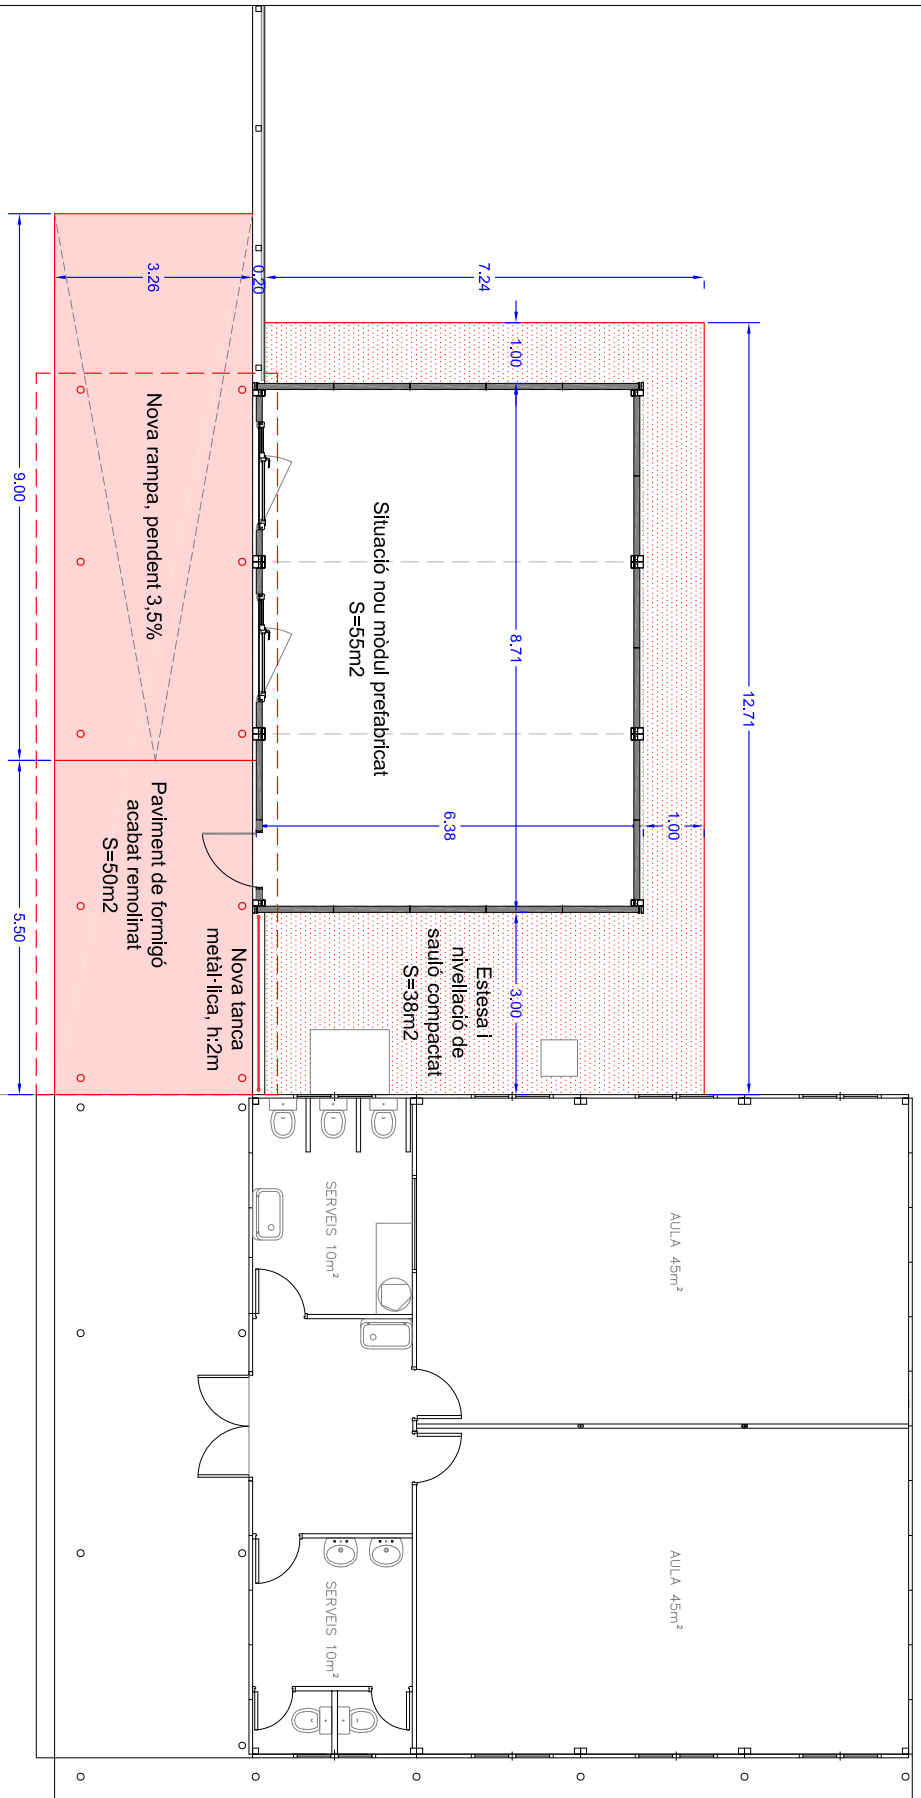 7.24
0.20
3.26
1.00
12.71
Situació nou mòdul prefabricat
S=55m2
8.71
6.38
1.00
Nova rampa, pendent 3,5%
9.00
Paviment de formigó
acabat remolinat
S=50m2
5.50
Nova tanca
metàl·lica, h:2m
Estesa i
nivellació de
sauló compactat
S=38m2
3.00
SERVEIS 10m²
AULA 45m²
SERVEIS 10m²
AULA 45m²